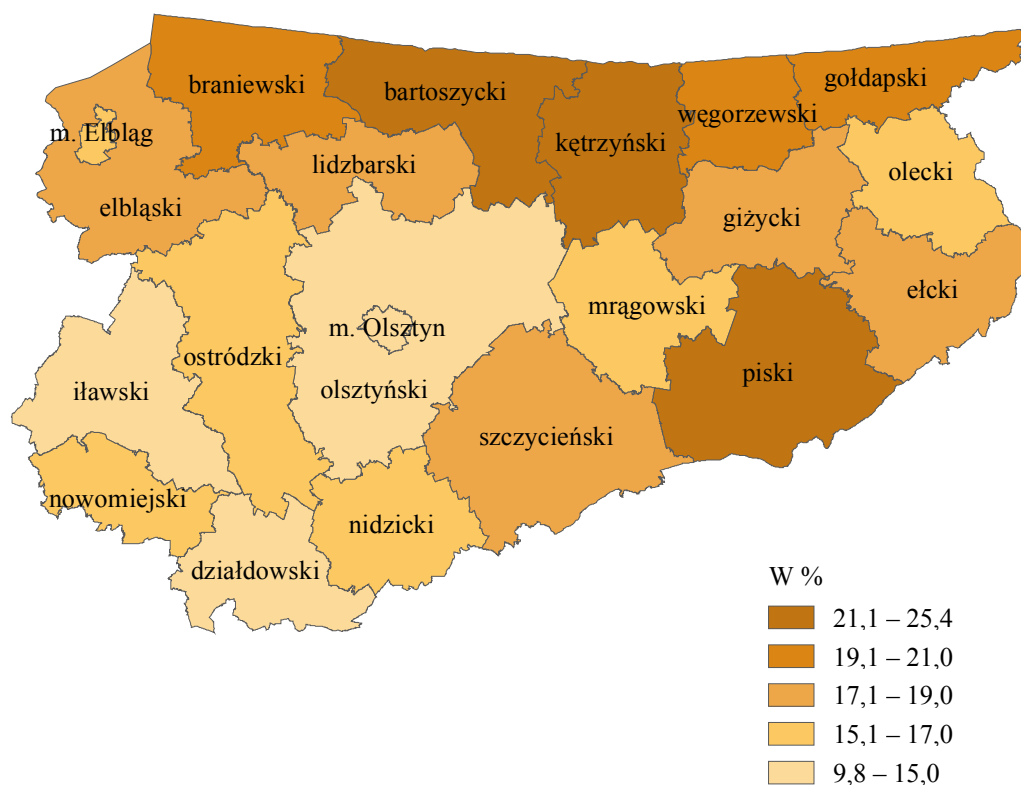 gołdapski
braniewski
bartoszycki
węgorzewski
m. Elbląg
kętrzyński
lidzbarski
olecki
elbląski
giżycki
ełcki
mrągowski
m. Olsztyn
ostródzki
piski
iławski
olsztyński
szczycieński
nowomiejski
nidzicki
działdowski
W %
21,1 – 25,4
19,1 – 21,0
17,1 – 19,0
15,1 – 17,0
9,8 – 15,0